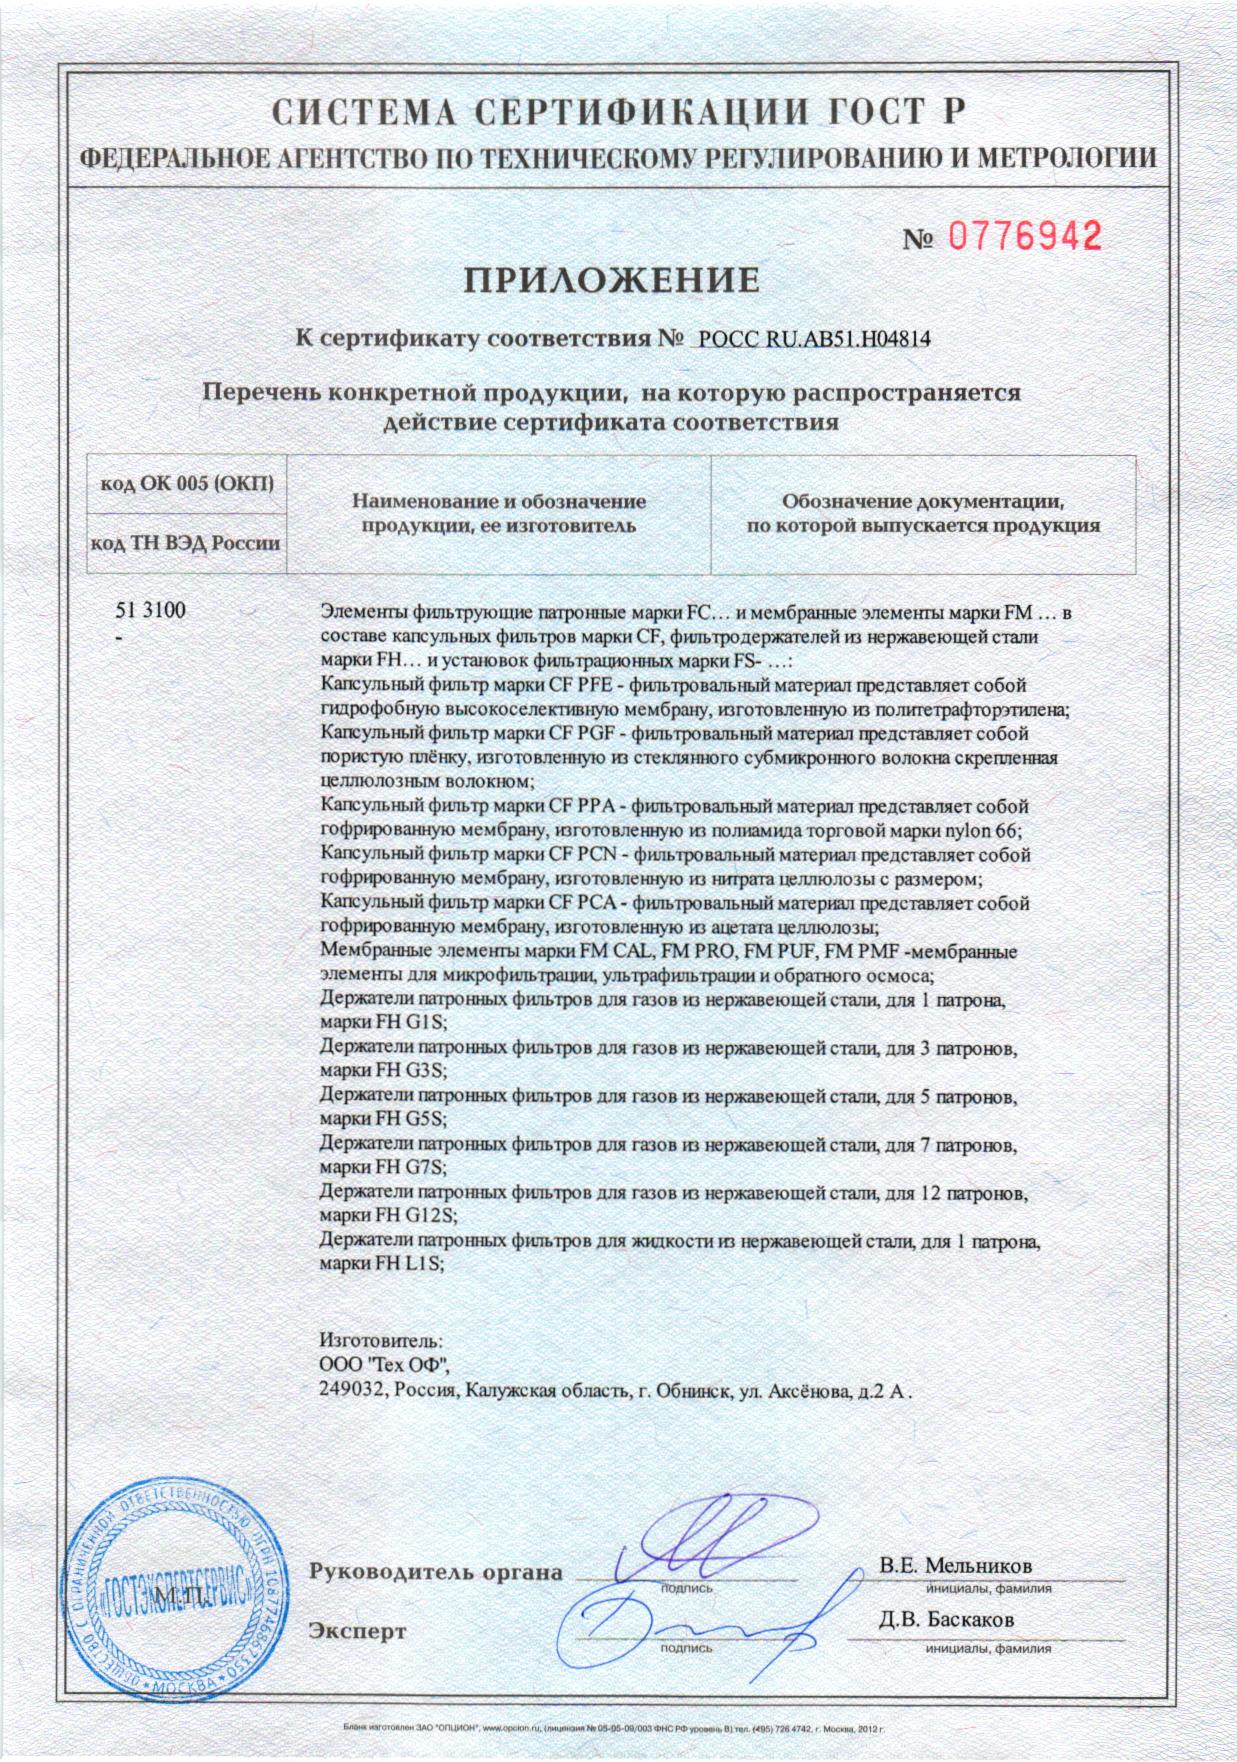 СИСТЕМА СЕРТИФИКАЦИИ ГОСТ Р
ФЕДЕРАЛЬНОЕ АГЕНТСТВО ПО ТЕХНИЧЕСКОМУ РЕГУЛИРОВАНИЮ И МЕТРОЛОГИИ
№ 0776942
ПРИЛОЖЕНИЕ
К сертификату соответствия № РОСС RU.АВ51.Н04814
Перечень конкретной продукции, на которую распространяется
действие сертификата соответствия
код ОК 005 (ОКП)
код ТН ВЭД России
Наименование и обозначение
продукции, ее изготовитель
Обозначение документации,
по которой выпускается продукция
51 3100
-
Элементы фильтрующие патронные марки FC… и мембранные элементы марки FM … в
составе капсульных фильтров марки CF, фильтродержателей из нержавеющей стали
марки FH… и установок фильтрационных марки FS- …:
Капсульный фильтр марки CF PFE - фильтровальный материал представляет собой
гидрофобную высокоселективную мембрану, изготовленную из политетрафторэтилена;
Капсульный фильтр марки CF PGF - фильтровальный материал представляет собой
пористую плёнку, изготовленную из стеклянного субмикронного волокна скрепленная
целлюлозным волокном;
Капсульный фильтр марки CF PPA - фильтровальный материал представляет собой
гофрированную мембрану, изготовленную из полиамида торговой марки nylon 66;
Капсульный фильтр марки CF PCN - фильтровальный материал представляет собой
гофрированную мембрану, изготовленную из нитрата целлюлозы с размером;
Капсульный фильтр марки CF PCA - фильтровальный материал представляет собой
гофрированную мембрану, изготовленную из ацетата целлюлозы;
Мембранные элементы марки FM CAL, FM PRO, FM PUF, FM PMF -мембранные
элементы для микрофильтрации, ультрафильтрации и обратного осмоса;
Держатели патронных фильтров для газов из нержавеющей стали, для 1 патрона,
марки FH G1S;
Держатели патронных фильтров для газов из нержавеющей стали, для 3 патронов,
марки FH G3S;
Держатели патронных фильтров для газов из нержавеющей стали, для 5 патронов,
марки FH G5S;
Держатели патронных фильтров для газов из нержавеющей стали, для 7 патронов,
марки FH G7S;
Держатели патронных фильтров для газов из нержавеющей стали, для 12 патронов,
марки FH G12S;
Держатели патронных фильтров для жидкости из нержавеющей стали, для 1 патрона,
марки FH L1S;
Изготовитель:
ООО "Тех ОФ",
249032, Россия, Калужская область, г. Обнинск, ул. Аксёнова, д.2 А .
ОБЩЕСТВО С ОГРАНИЧЕННОЙ ОТВЕТСТВЕННОСТЬЮ ОГРН 1087746867350
* МОСКВА *
«ГОСТЭКСПЕРТСЕРВИС»
М.П.
Руководитель органа
подпись
В.Е. Мельников
инициалы, фамилия
Эксперт
подпись
Д.В. Баскаков
инициалы, фамилия
Бланк изготовлен ЗАО "ОПЦИОН", www.opcion.ru, (лицензия № 05-05-09/003 ФНС РФ уровень В) тел. (495) 726 4742, г. Москва, 2012 г.